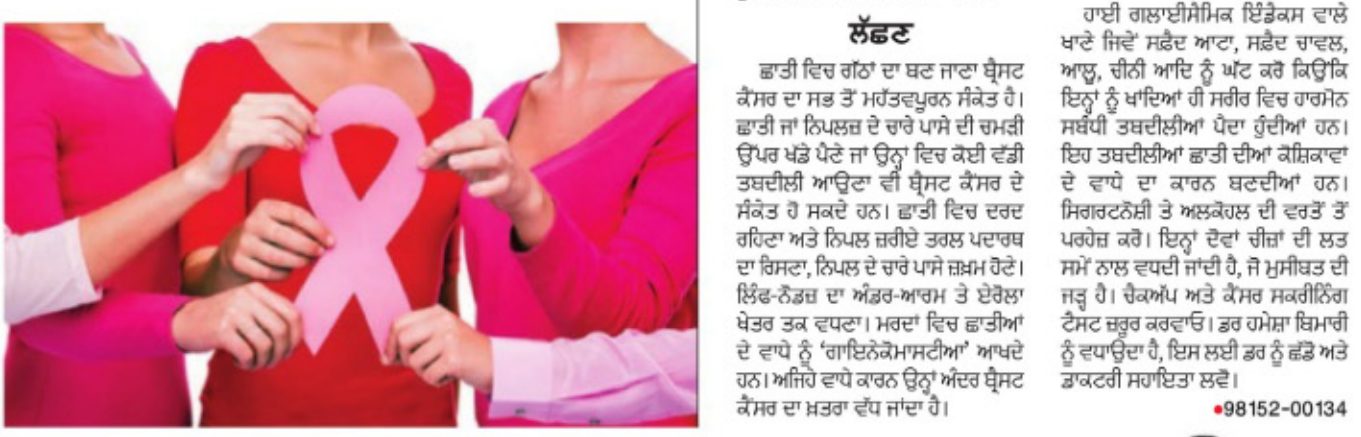 ਲੱਛਣ
ਛਾਤੀ ਵਿਚ ਗੱਠਾਂ ਦਾ ਬਣ ਜਾਣਾ ਬ੍ਰੈਸਟ
ਕੈਂਸਰ ਦਾ ਸਭ ਤੋਂ ਮਹੱਤਵਪੂਰਨ ਸੰਕੇਤ ਹੈ।
ਛਾਤੀ ਜਾਂ ਨਿਪਲਜ਼ ਦੇ ਚਾਰੇ ਪਾਸੇ ਦੀ ਚਮੜੀ
ਉੱਪਰ ਖੱਡੇ ਪੈਣੇ ਜਾਂ ਉਨ੍ਹਾਂ ਵਿਚ ਕੋਈ ਵੱਡੀ
ਤਬਦੀਲੀ ਆਉਣਾ ਵੀ ਬ੍ਰੈਸਟ ਕੈਂਸਰ ਦੇ
ਸੰਕੇਤ ਹੋ ਸਕਦੇ ਹਨ। ਛਾਤੀ ਵਿਚ ਦਰਦ
ਰਹਿਣਾ ਅਤੇ ਨਿਪਲ ਜ਼ਰੀਏ ਤਰਲ ਪਦਾਰਥ
ਦਾ ਰਿਸਣਾ, ਨਿਪਲ ਦੇ ਚਾਰੇ ਪਾਸੇ ਜ਼ਖ਼ਮ ਹੋਣੇ।
ਲਿੰਫ-ਨੋਡਜ਼ ਦਾ ਅੰਡਰ-ਆਰਮ ਤੇ ਏਰੋਲਾ
ਖੇਤਰ ਤਕ ਵਧਣਾ। ਮਰਦਾਂ ਵਿਚ ਛਾਤੀਆਂ
ਦੇ ਵਾਧੇ ਨੂੰ ‘ਗਾਇਨੇਕੋਮਾਸਟੀਆ’ ਆਖਦੇ
ਹਨ। ਅਜਿਹੇ ਵਾਧੇ ਕਾਰਨ ਉਨ੍ਹਾਂ ਅੰਦਰ ਬ੍ਰੈਸਟ
ਕੈਂਸਰ ਦਾ ਖ਼ਤਰਾ ਵੱਧ ਜਾਂਦਾ ਹੈ।
ਹਾਈ ਗਲਾਈਸੈਮਿਕ ਇੰਡੈਕਸ ਵਾਲੇ
ਖਾਣੇ ਜਿਵੇਂ ਸਫ਼ੈਦ ਆਟਾ, ਸਫ਼ੈਦ ਚਾਵਲ,
ਆਲੂ, ਚੀਨੀ ਆਦਿ ਨੂੰ ਘੱਟ ਕਰੋ ਕਿਉਂਕਿ
ਇਨ੍ਹਾਂ ਨੂੰ ਖਾਂਦਿਆਂ ਹੀ ਸਰੀਰ ਵਿਚ ਹਾਰਮੋਨ
ਸਬੰਧੀ ਤਬਦੀਲੀਆਂ ਪੈਦਾ ਹੁੰਦੀਆਂ ਹਨ।
ਇਹ ਤਬਦੀਲੀਆਂ ਛਾਤੀ ਦੀਆਂ ਕੋਸ਼ਿਕਾਵਾਂ
ਦੇ ਵਾਧੇ ਦਾ ਕਾਰਨ ਬਣਦੀਆਂ ਹਨ।
ਸਿਗਰਟਨੋਸ਼ੀ ਤੇ ਅਲਕੋਹਲ ਦੀ ਵਰਤੋਂ ਤੋਂ
ਪਰਹੇਜ਼ ਕਰੋ। ਇਨ੍ਹਾਂ ਦੋਵਾਂ ਚੀਜ਼ਾਂ ਦੀ ਲਤ
ਸਮੇਂ ਨਾਲ ਵਧਦੀ ਜਾਂਦੀ ਹੈ, ਜੋ ਮੁਸੀਬਤ ਦੀ
ਜੜ੍ਹ ਹੈ। ਚੈਕਅੱਪ ਅਤੇ ਕੈਂਸਰ ਸਕਰੀਨਿੰਗ
ਟੈਸਟ ਜ਼ਰੂਰ ਕਰਵਾਓ। ਡਰ ਹਮੇਸ਼ਾ ਬਿਮਾਰੀ
ਨੂੰ ਵਧਾਉਂਦਾ ਹੈ, ਇਸ ਲਈ ਡਰ ਨੂੰ ਛੱਡੋ ਅਤੇ
ਡਾਕਟਰੀ ਸਹਾਇਤਾ ਲਵੋ।
•98152-00134